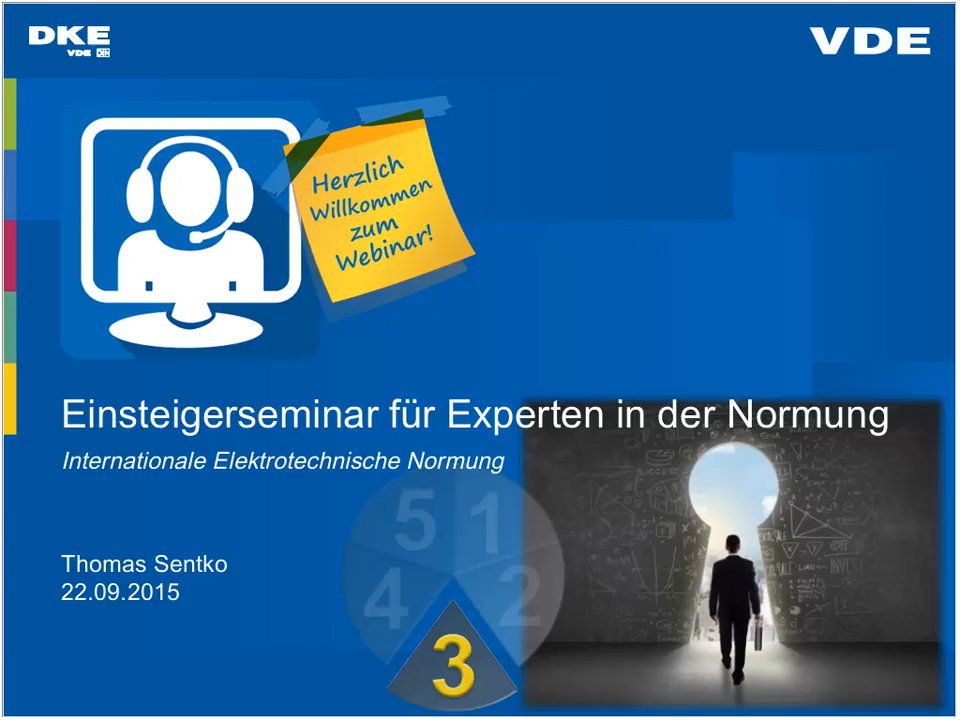 DKE
VDE DIN
VDE
Herzlich
Willkommen
zum
Webinar!
Einsteigerseminar für Experten in der Normung
Internationale Elektrotechnische Normung
Thomas Sentko
22.09.2015
5 1
4 2
3